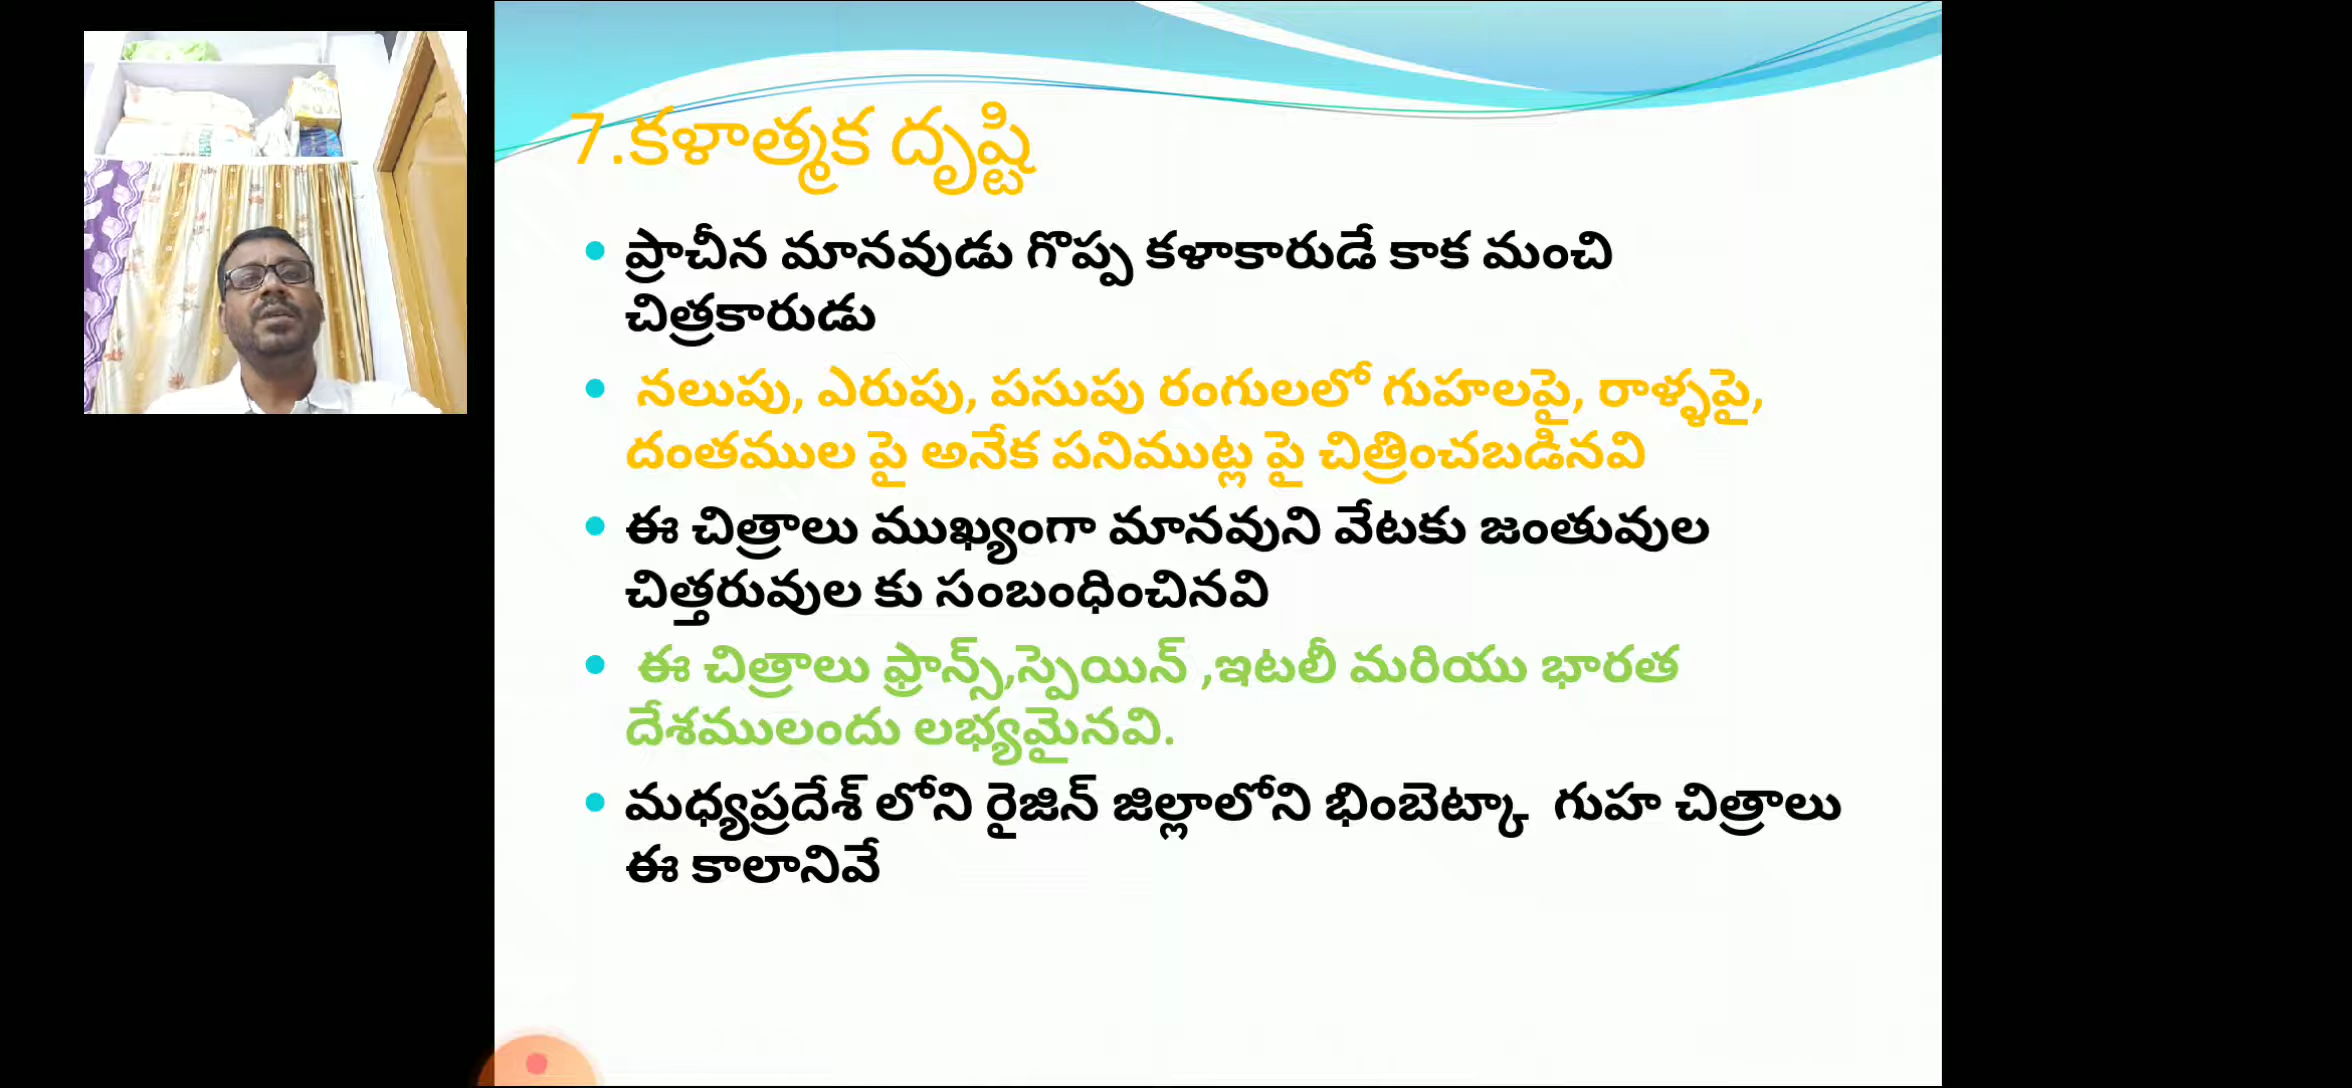 7.కళాత్మక దృష్టి
ప్రాచీన మానవుడు గొప్ప కళాకారుడే కాక మంచి
చిత్రకారుడు
నలుపు, ఎరుపు, పసుపు రంగులలో గుహలపై, రాళ్ళపై,
దంతముల పై అనేక పనిముట్ల పై చిత్రించబడినవి
ఈ చిత్రాలు ముఖ్యంగా మానవుని వేటకు జంతువుల
చిత్తరువుల కు సంబంధించినవి
ఈ చిత్రాలు ఫ్రాన్స్,స్పెయిన్ ,ఇటలీ మరియు భారత
దేశములందు లభ్యమైనవి.
మధ్యప్రదేశ్ లోని రైజిన్ జిల్లాలోని భింబెట్కా గుహ చిత్రాలు
ఈ కాలానివే